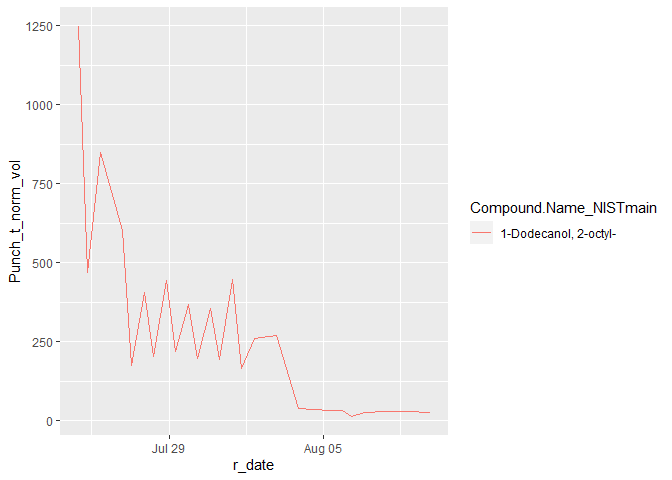 1250
1000
750
500
250
0
Punch_t_norm_vol
Jul 29
Aug 05
r_date
Compound.Name_NISTmain
1-Dodecanol, 2-octyl-